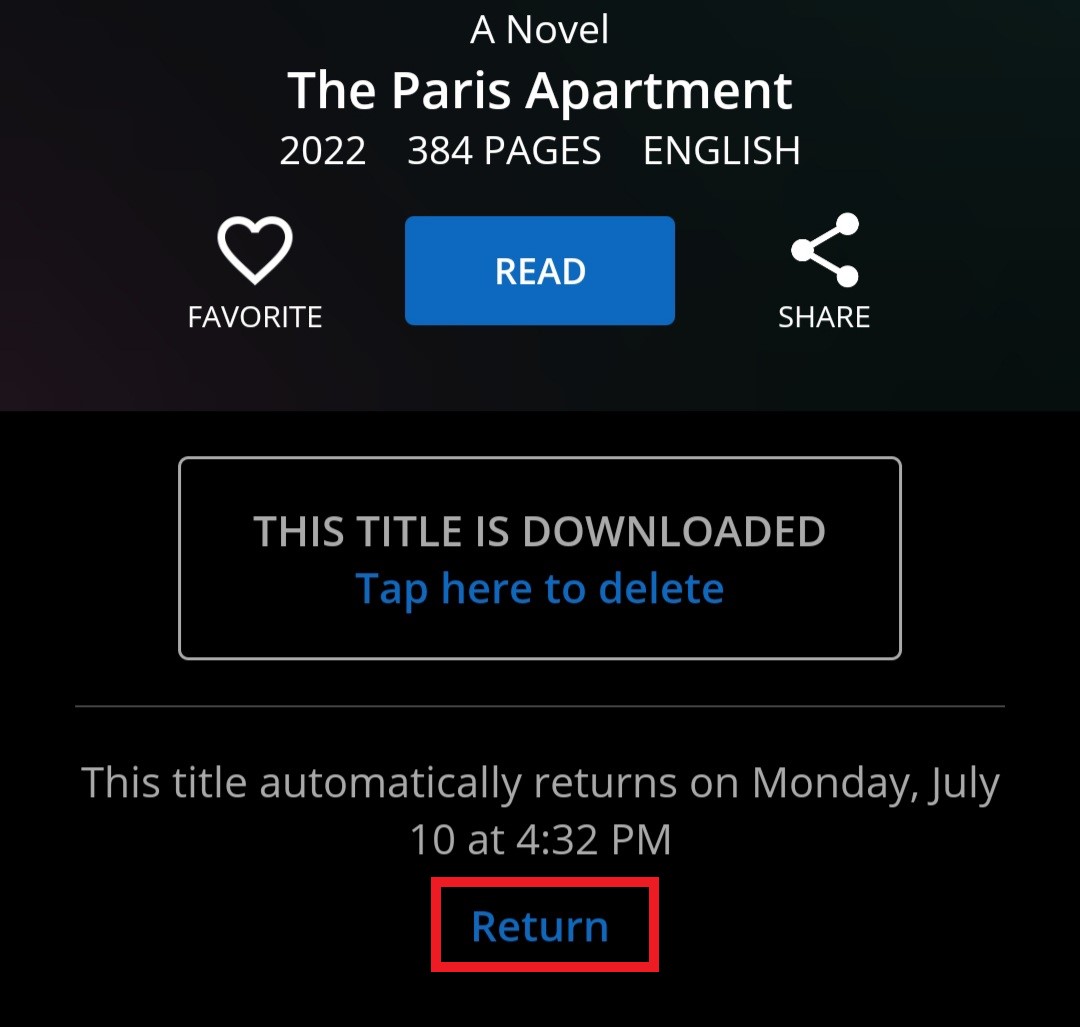 A Novel
The Paris Apartment
2022 384 PAGES ENGLISH
READ
FAVORITE
SHARE
THIS TITLE IS DOWNLOADED
Tap here to delete
This title automatically returns on Monday, July
10 at 4:32 PM
Return